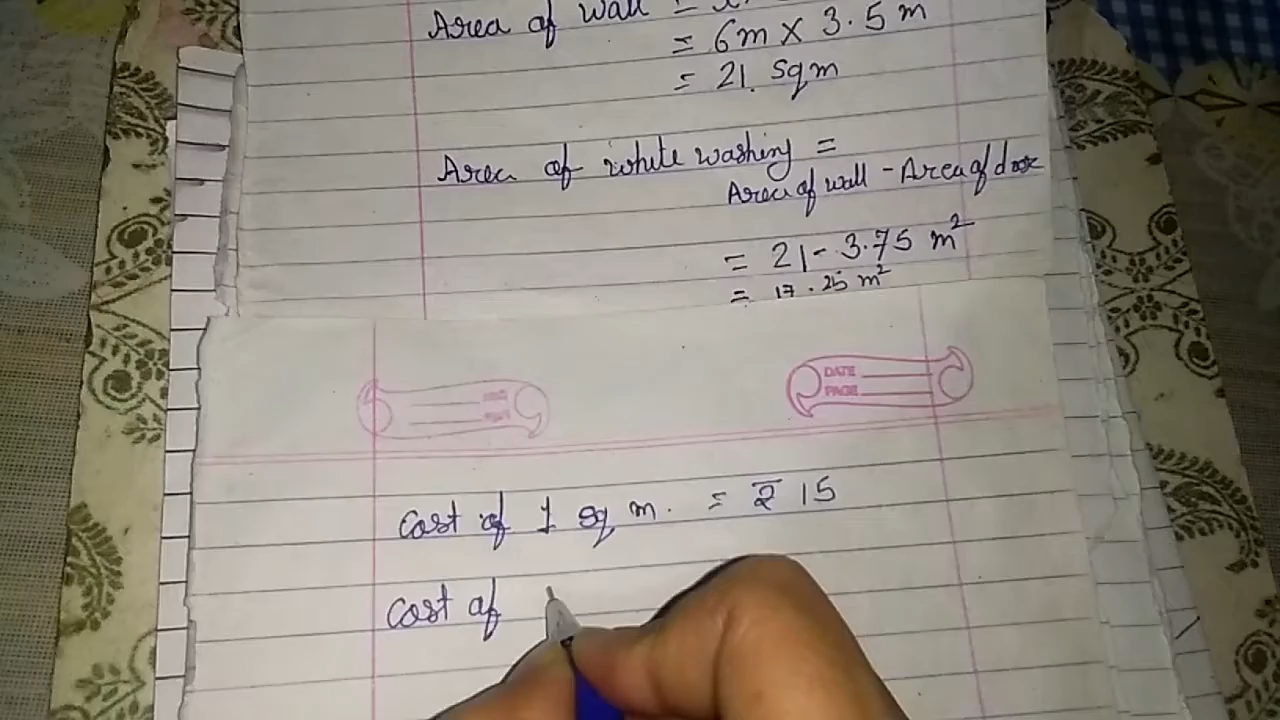 Area of wall =
= 6m × 3.5 m
= 21. Sqm
Area of white washing =
Area of wall - Area of door
= 21 - 3.75 m²
= 17.25 m²
DATE
PAGE
Cost of 1 sq m. = ₹ 15
Cost of